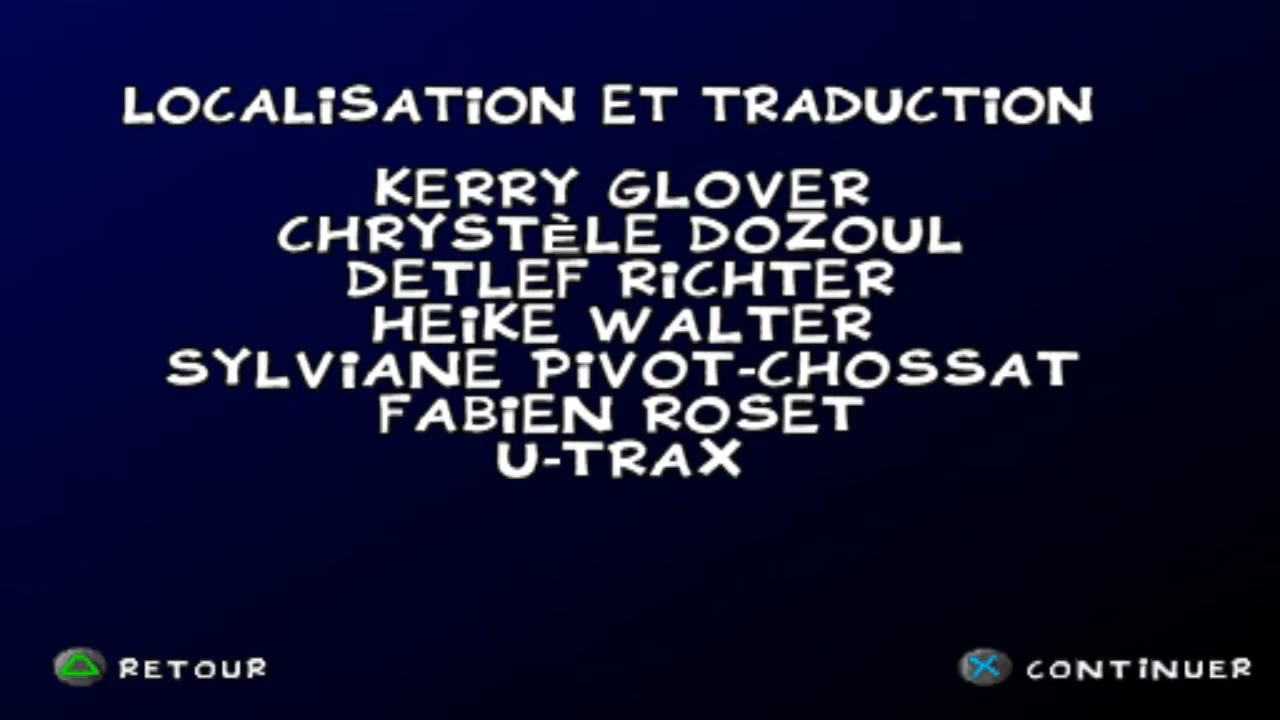 LOCALiSATiON ET TRADUCTiON
KERRY GLOVER
CHRYSTÈLE DOZOUL
DETLEF RiCHTER
HEiKE WALTER
SYLViANE PiVOT-CHOSSAT
FABiEN ROSET
U-TRAX
RETOUR
CONTiNUER